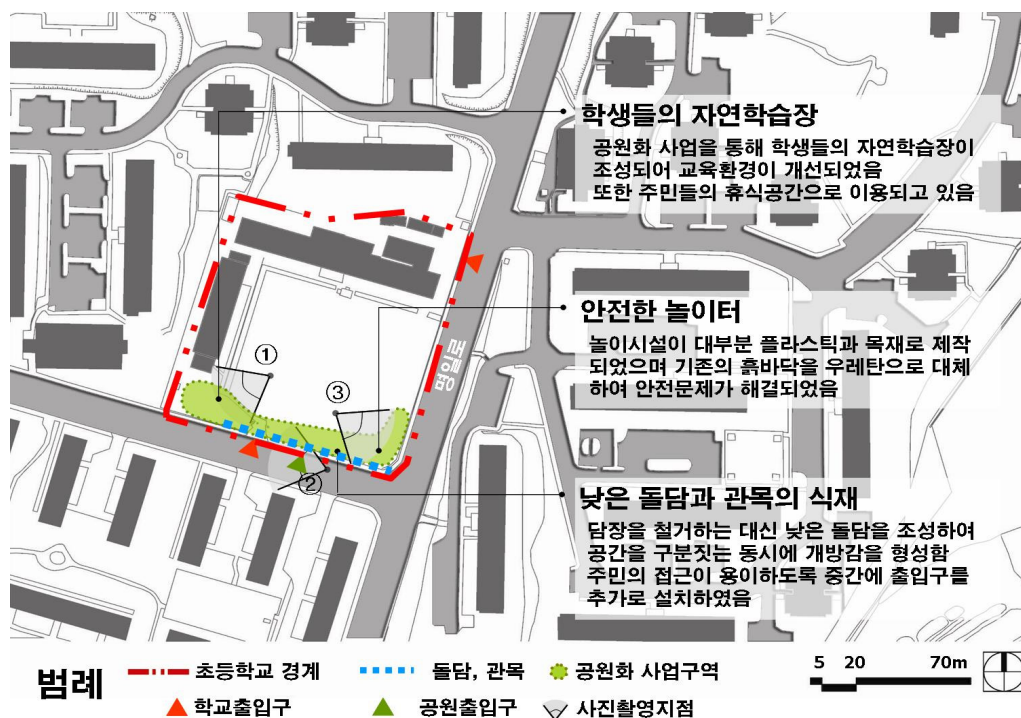 학생들의 자연학습장
공원화 사업을 통해 학생들의 자연학습장이
조성되어 교육환경이 개선되었음
또한 주민들의 휴식공간으로 이용되고 있음
안전한 놀이터
놀이시설이 대부분 플라스틱과 목재로 제작
되었으며 기존의 흙바닥을 우레탄으로 대체
하여 안전문제가 해결되었음
명일로
①
③
②
낮은 돌담과 관목의 식재
담장을 철거하는 대신 낮은 돌담을 조성하여
공간을 구분짓는 동시에 개방감을 형성함
주민의 접근이 용이하도록 중간에 출입구를
추가로 설치하였음
범례
초등학교 경계
돌담, 관목
공원화 사업구역
학교출입구
공원출입구
사진촬영지점
5 20 70m